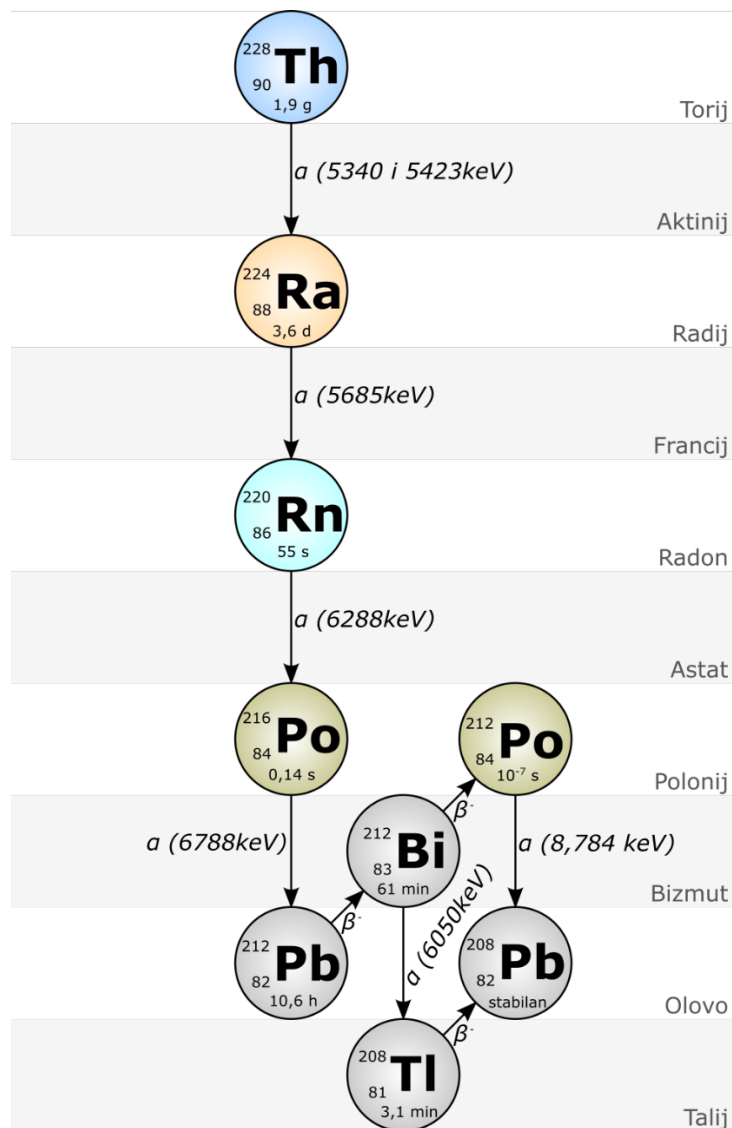 228
90
Th
1,9 g
Torij
α (5340 i 5423keV)
Aktinij
224
88
Ra
3,6 d
Radij
α (5685keV)
Francij
220
86
Rn
55 s
Radon
α (6288keV)
Astat
216
84
Po
0,14 s
212
84
Po
10⁻⁷ s
Polonij
β⁻
α (6788keV)
212
83
Bi
61 min
α (8,784 keV)
Bizmut
β⁻
α (6050keV)
212
82
Pb
10,6 h
208
82
Pb
stabilan
Olovo
β⁻
208
81
Tl
3,1 min
Talij